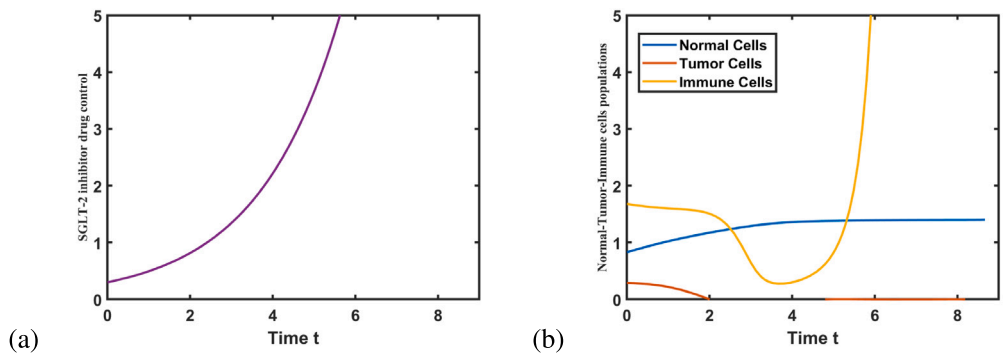 5
4
3
2
1
0
SGLT-2 inhibitor drug control
0 2 4 6 8
Time t
(a)
5
4
3
2
1
0
Normal-Tumor-Immune cells populations
Normal Cells
Tumor Cells
Immune Cells
0 2 4 6 8
Time t
(b)